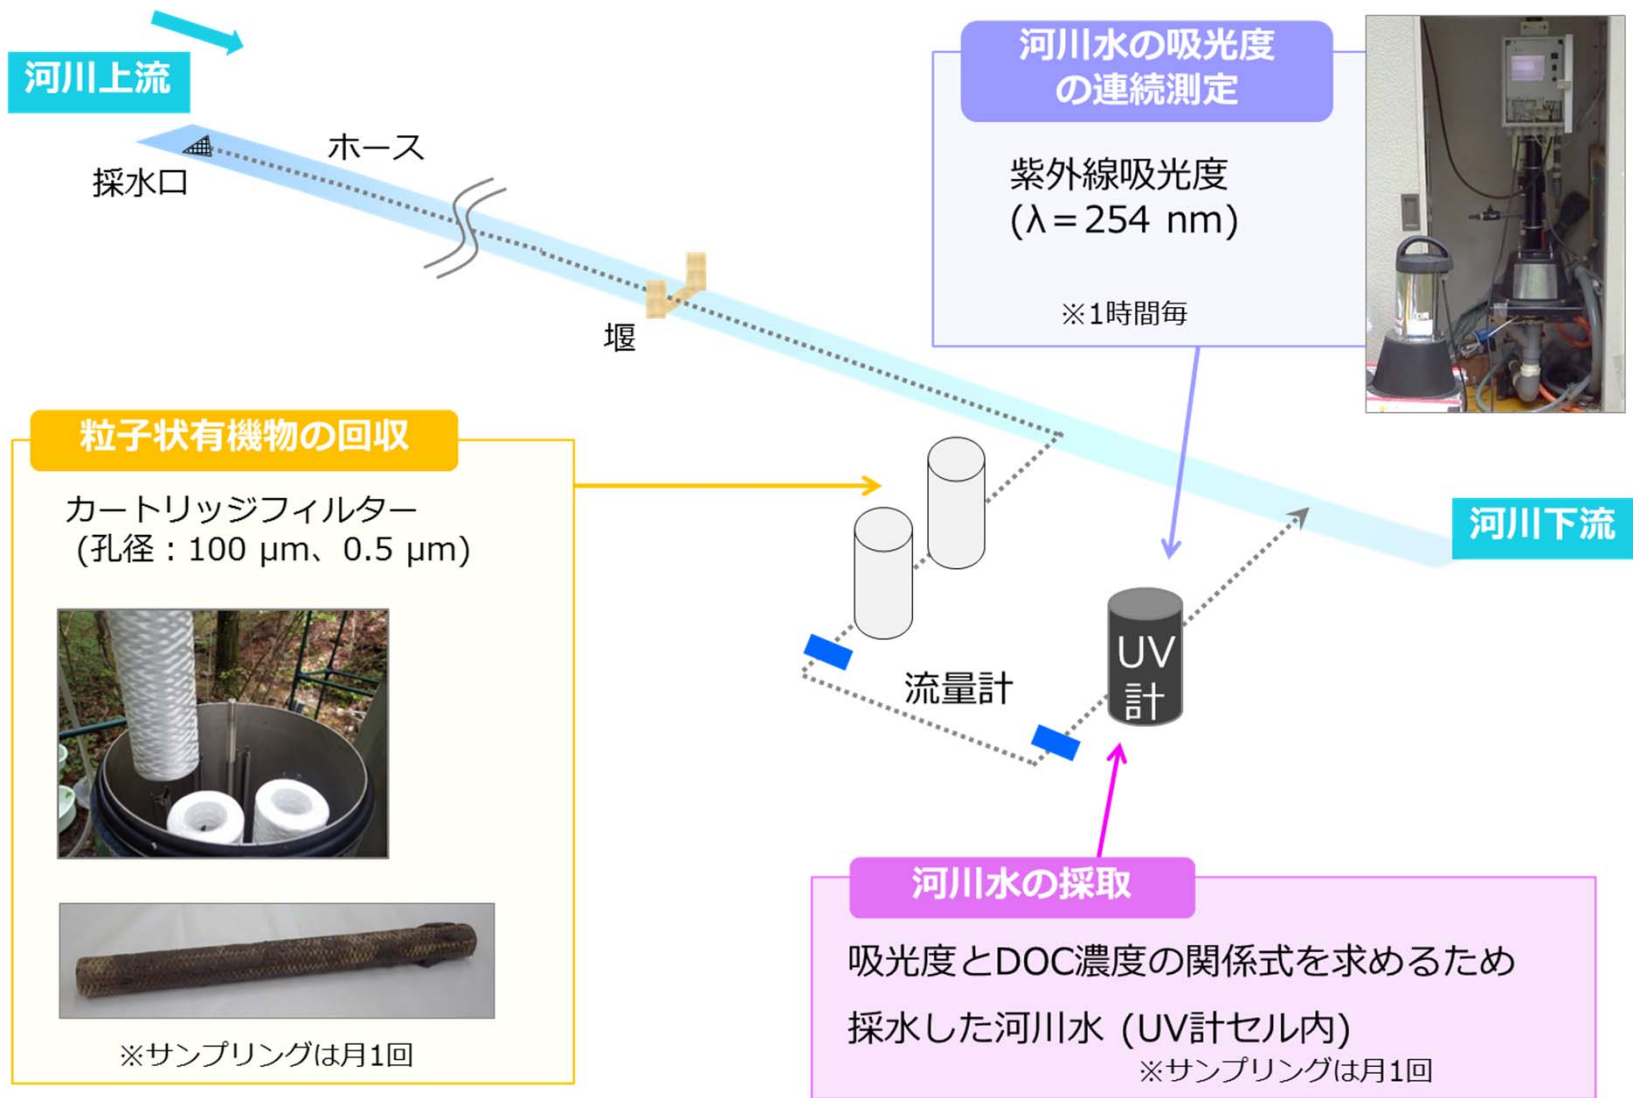 河川上流
採水口
ホース
堰
河川水の吸光度
の連続測定
紫外線吸光度
(λ＝254 nm)
※1時間毎
粒子状有機物の回収
カートリッジフィルター
(孔径：100 μm、0.5 μm)
※サンプリングは月1回
河川下流
流量計
UV
計
河川水の採取
吸光度とDOC濃度の関係式を求めるため
採水した河川水 (UV計セル内)
※サンプリングは月1回